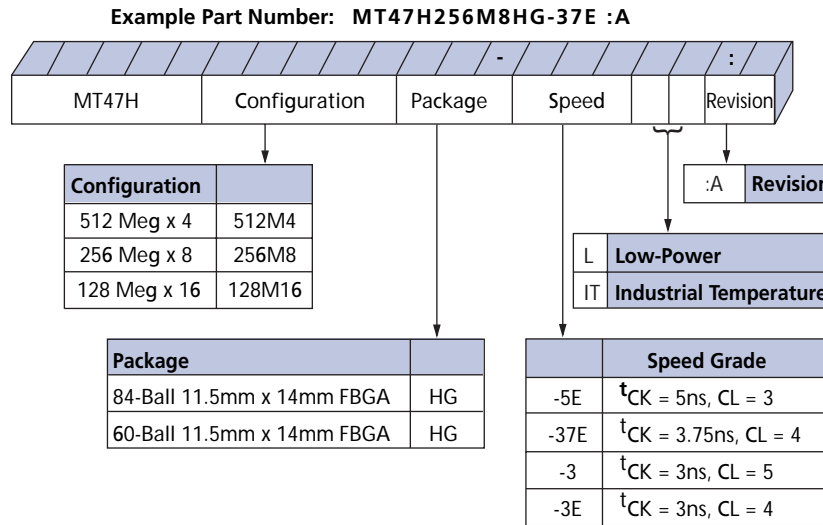 Example Part Number: MT47H256M8HG-37E :A
- :
MT47H Configuration Package Speed Revision
Configuration
512 Meg x 4 512M4
256 Meg x 8 256M8
128 Meg x 16 128M16
:A Revision
L Low-Power
IT Industrial Temperature
Package
84-Ball 11.5mm x 14mm FBGA HG
60-Ball 11.5mm x 14mm FBGA HG
Speed Grade
-5E tCK = 5ns, CL = 3
-37E tCK = 3.75ns, CL = 4
-3 tCK = 3ns, CL = 5
-3E tCK = 3ns, CL = 4